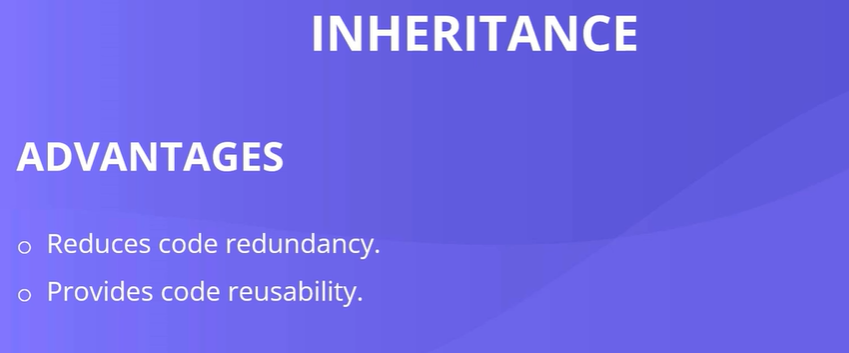 INHERITANCE
ADVANTAGES
o Reduces code redundancy.
o Provides code reusability.